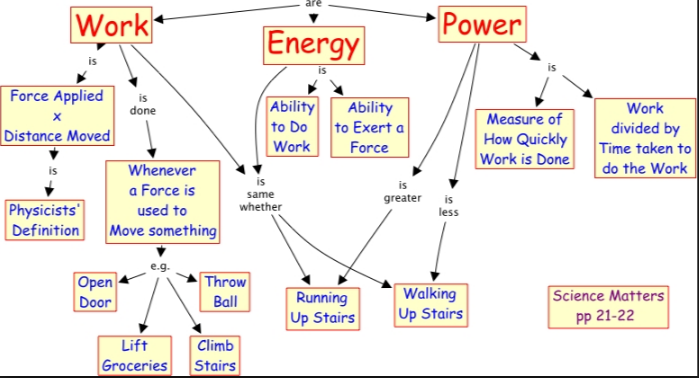 are
Work
Energy
Power
is
is
is
is
done
Force Applied
x
Distance Moved
Ability
to Do
Work
Ability
to Exert a
Force
Measure of
How Quickly
Work is Done
Work
divided by
Time taken to
do the Work
is
Whenever
a Force is
used to
Move something
is
same
whether
is
greater
is
less
Physicists'
Definition
e.g.
Open
Door
Throw
Ball
Running
Up Stairs
Walking
Up Stairs
Science Matters
pp 21-22
Lift
Groceries
Climb
Stairs